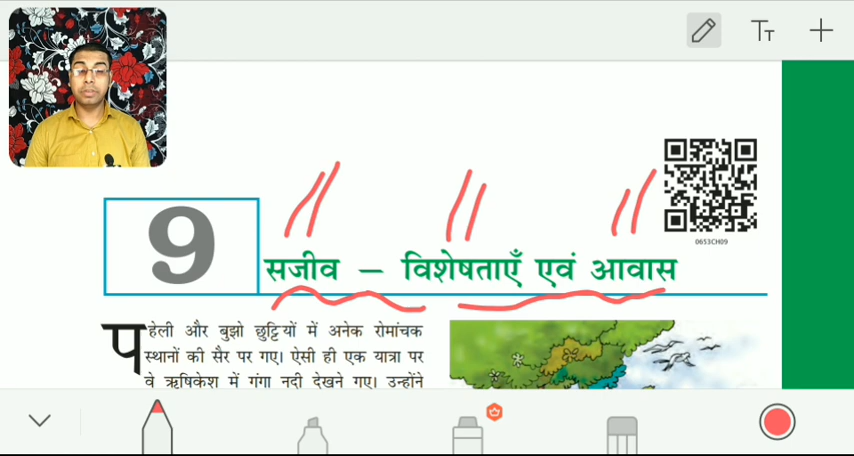 Tт
0653CH09
9
सजीव – विशेषताएँ एवं आवास
पहेली और बुझो छुट्टियों में अनेक रोमांचक
स्थानों की सैर पर गए। ऐसी ही एक यात्रा पर
वे ऋषिकेश में गंगा नदी देखने गए। उन्होंने